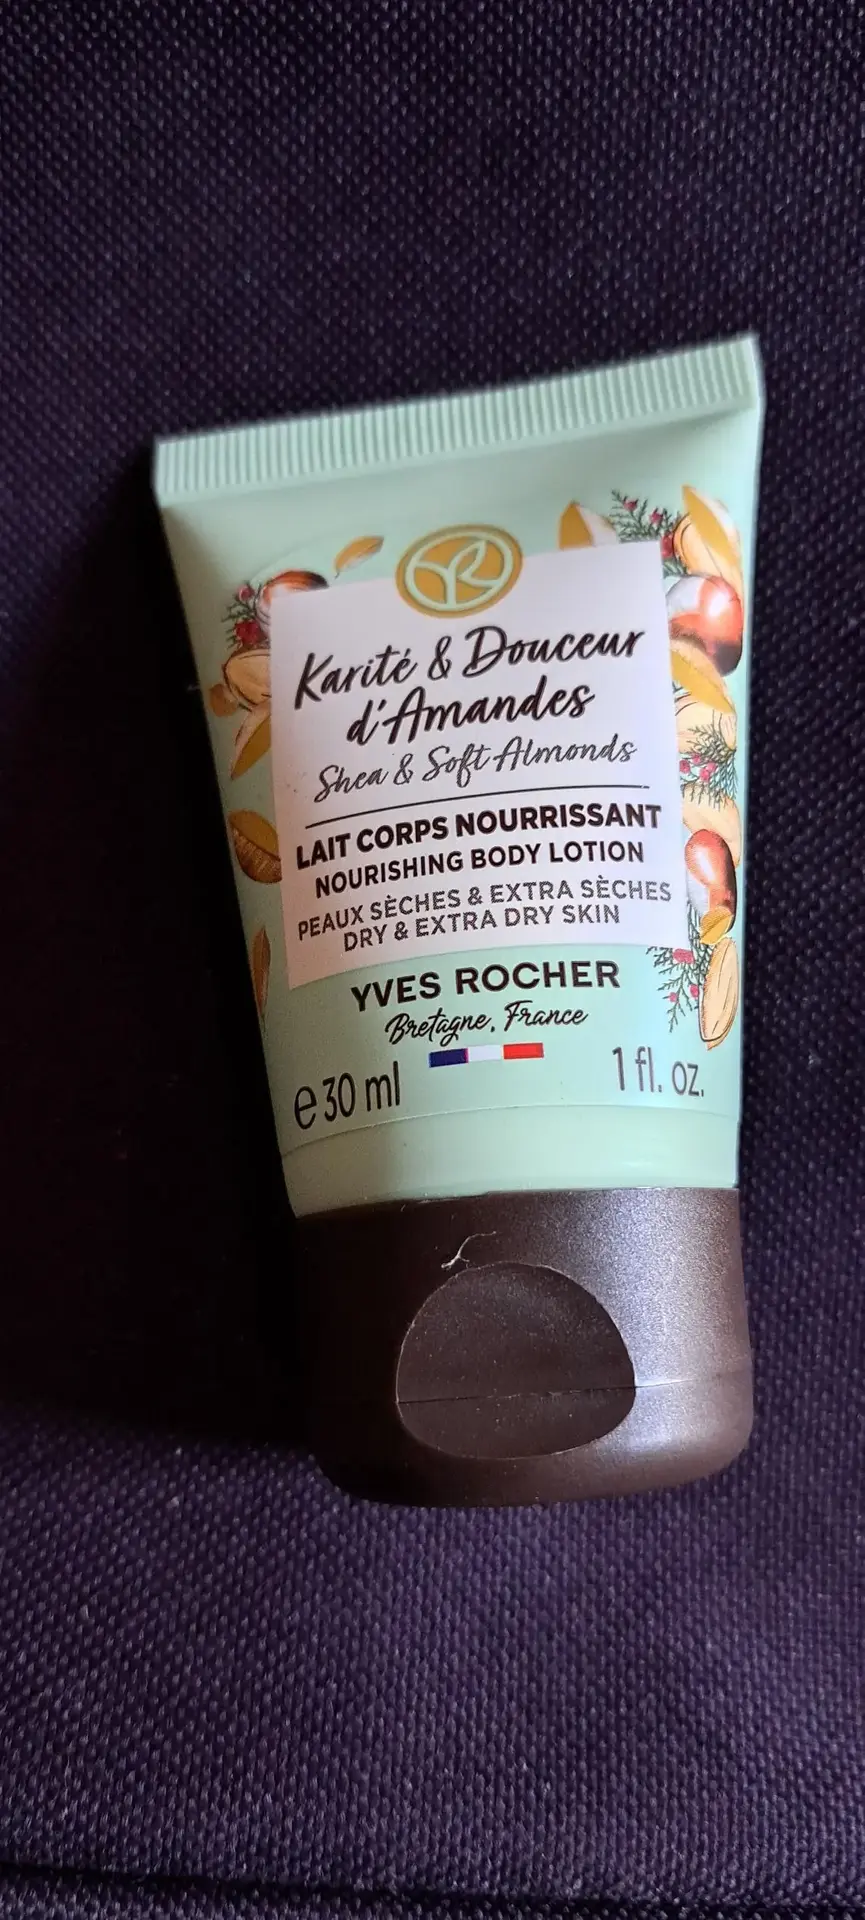 YR
Karité & Douceur
d'Amandes
Shea & Soft Almonds
LAIT CORPS NOURRISSANT
NOURISHING BODY LOTION
PEAUX SÈCHES & EXTRA SÈCHES
DRY & EXTRA DRY SKIN
YVES ROCHER
Bretagne, France
e 30 ml 1 fl. oz.